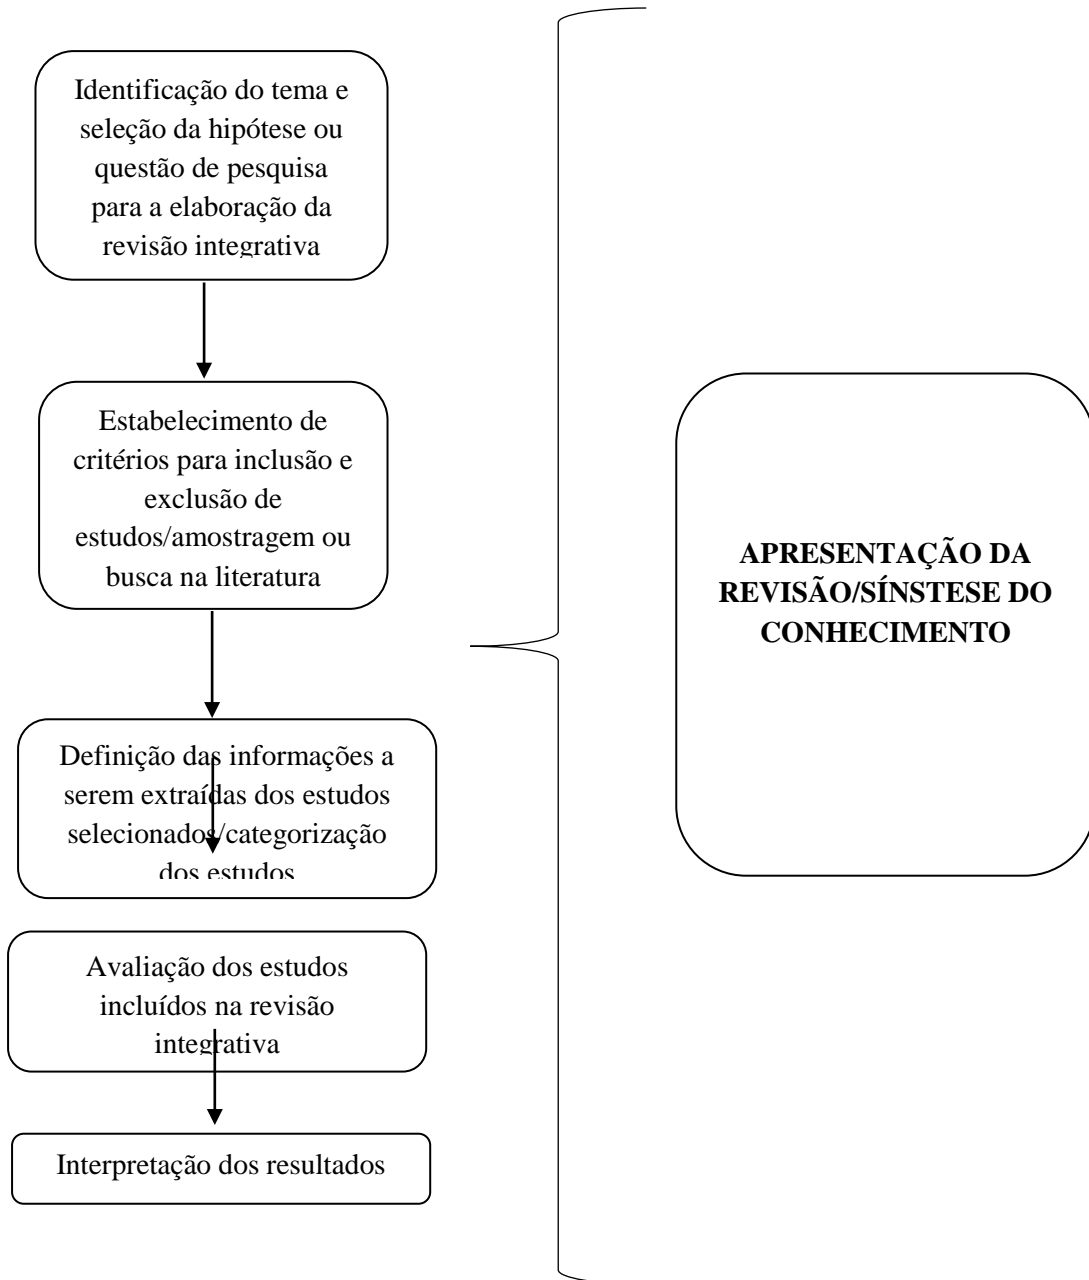 Identificação do tema e
seleção da hipótese ou
questão de pesquisa
para a elaboração da
revisão integrativa
Estabelecimento de
critérios para inclusão e
exclusão de
estudos/amostragem ou
busca na literatura
Definição das informações a
serem extraídas dos estudos
selecionados/categorização
dos estudos
Avaliação dos estudos
incluídos na revisão
integrativa
Interpretação dos resultados
APRESENTAÇÃO DA
REVISÃO/SÍNSTESE DO
CONHECIMENTO